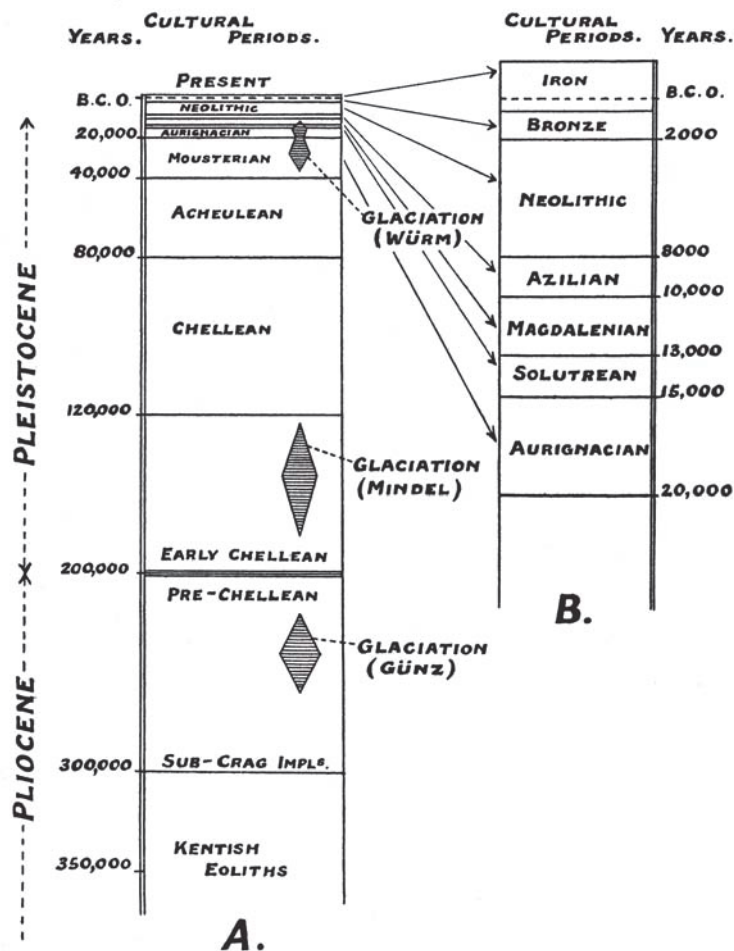 CULTURAL
YEARS. PERIODS.
PRESENT
B.C.O.
NEOLITHIC
20,000
AURIGNACIAN
MOUSTERIAN
40,000
ACHEULEAN
80,000
CHELLEAN
120,000
EARLY CHELLEAN
200,000
PRE-CHELLEAN
SUB-CRAG IMPLS.
300,000
KENTISH
EOLITHS
350,000
A.
PLEISTOCENE
PLIOCENE
GLACIATION
(WÜRM)
GLACIATION
(MINDEL)
GLACIATION
(GÜNZ)
CULTURAL
PERIODS. YEARS.
IRON
B.C.O.
BRONZE
2000
NEOLITHIC
8000
AZILIAN
10,000
MAGDALENIAN
13,000
SOLUTREAN
15,000
AURIGNACIAN
20,000
B.